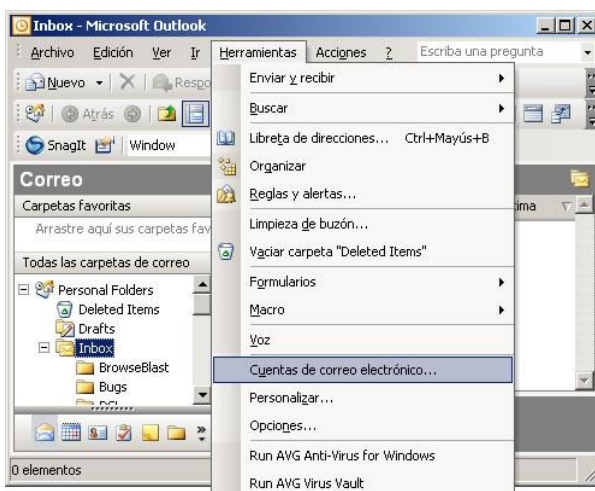 Inbox - Microsoft Outlook
Archivo Edición Ver Ir Herramientas Acciones ? Escriba una pregunta
Nuevo
Atrás
SnagIt Window
Correo
Carpetas favoritas
Arrastre aquí sus carpetas
Todas las carpetas de correo
Personal Folders
Deleted Items
Drafts
Inbox
BrowseBlast
Bugs
0 elementos
Enviar y recibir
Buscar
Libreta de direcciones... Ctrl+Mayús+B
Organizar
Reglas y alertas...
Limpieza de buzón...
Vaciar carpeta "Deleted Items"
Formularios
Macro
Voz
Cuentas de correo electrónico...
Personalizar...
Opciones...
Run AVG Anti-Virus for Windows
Run AVG Virus Vault